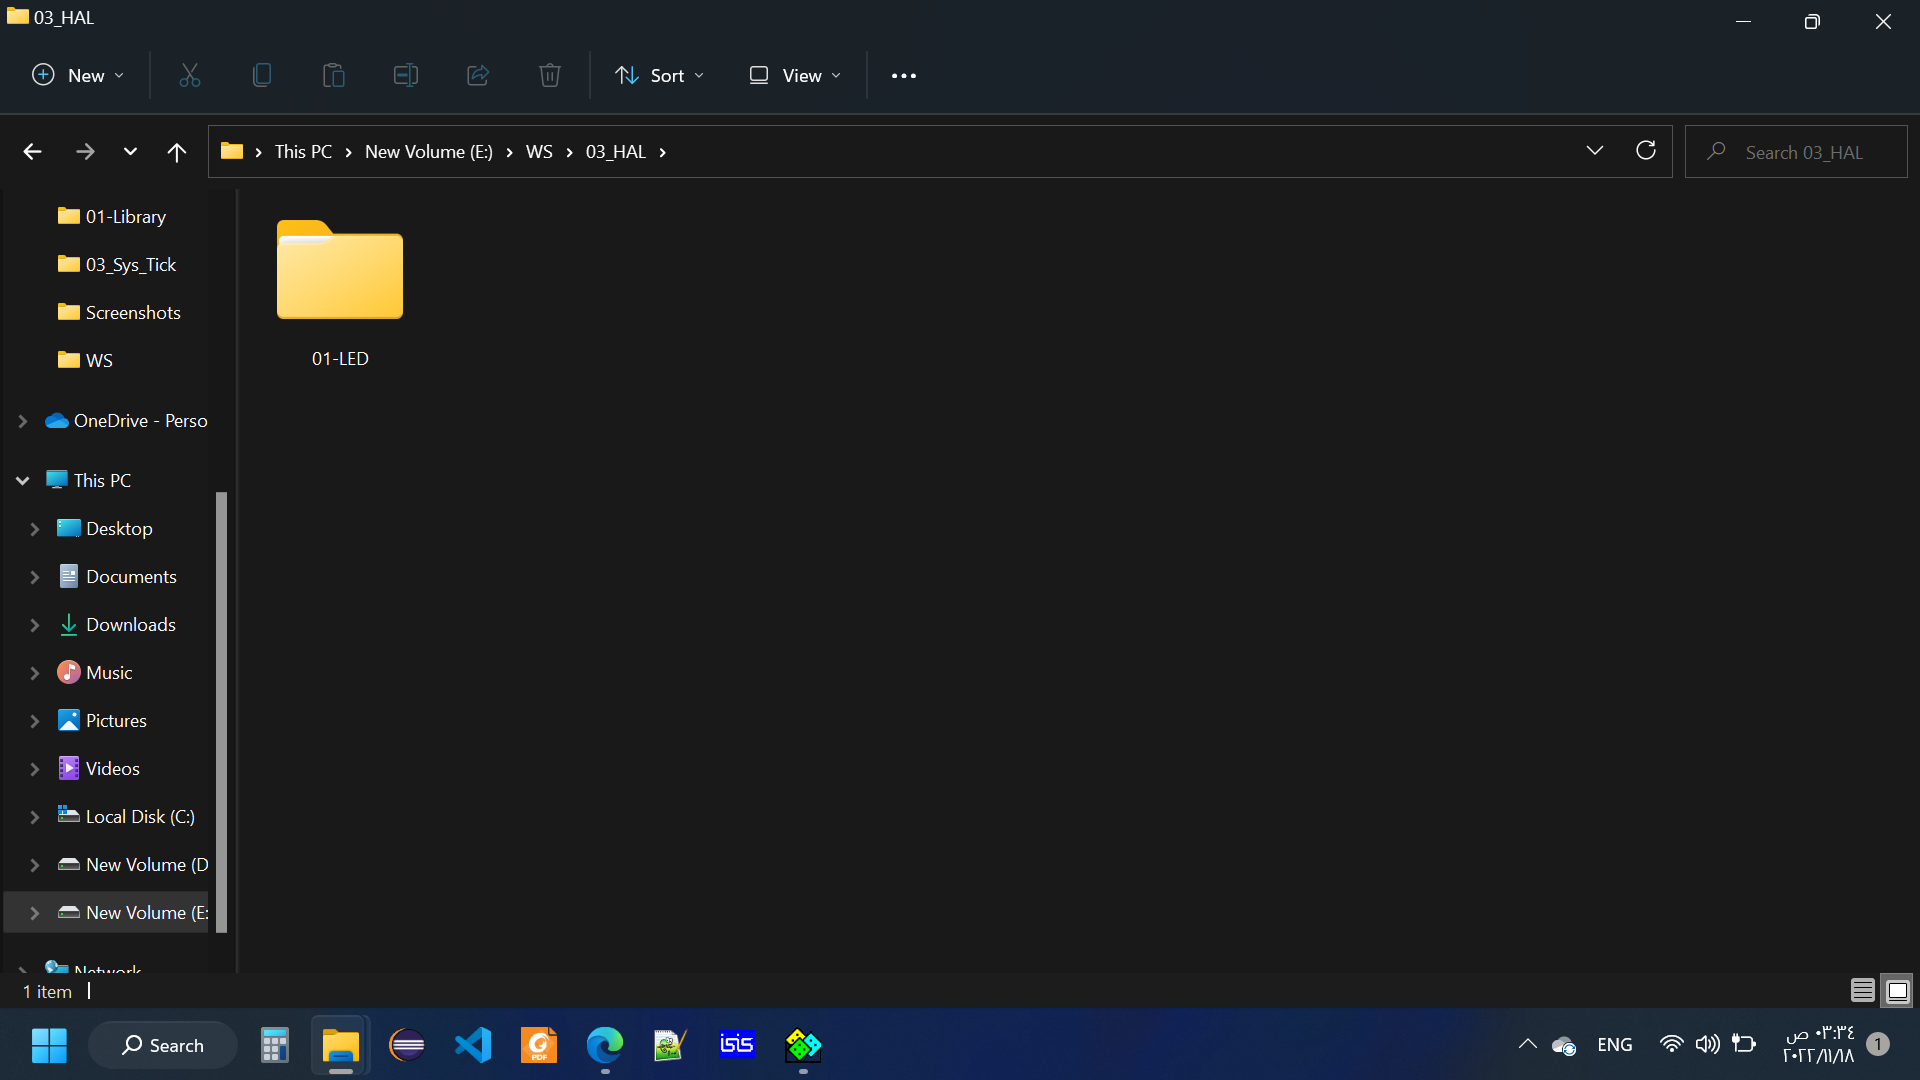 03_HAL
New
Sort
View
This PC
New Volume (E:)
WS
03_HAL
Search 03_HAL
01-Library
03_Sys_Tick
Screenshots
WS
OneDrive - Perso
This PC
Desktop
Documents
Downloads
Music
Pictures
Videos
Local Disk (C:)
New Volume (D
New Volume (E:
Network
01-LED
1 item
Search
PDF
isis
ENG
٠٣:٣٤ ص
٢٠٢٢/١١/١٨
1